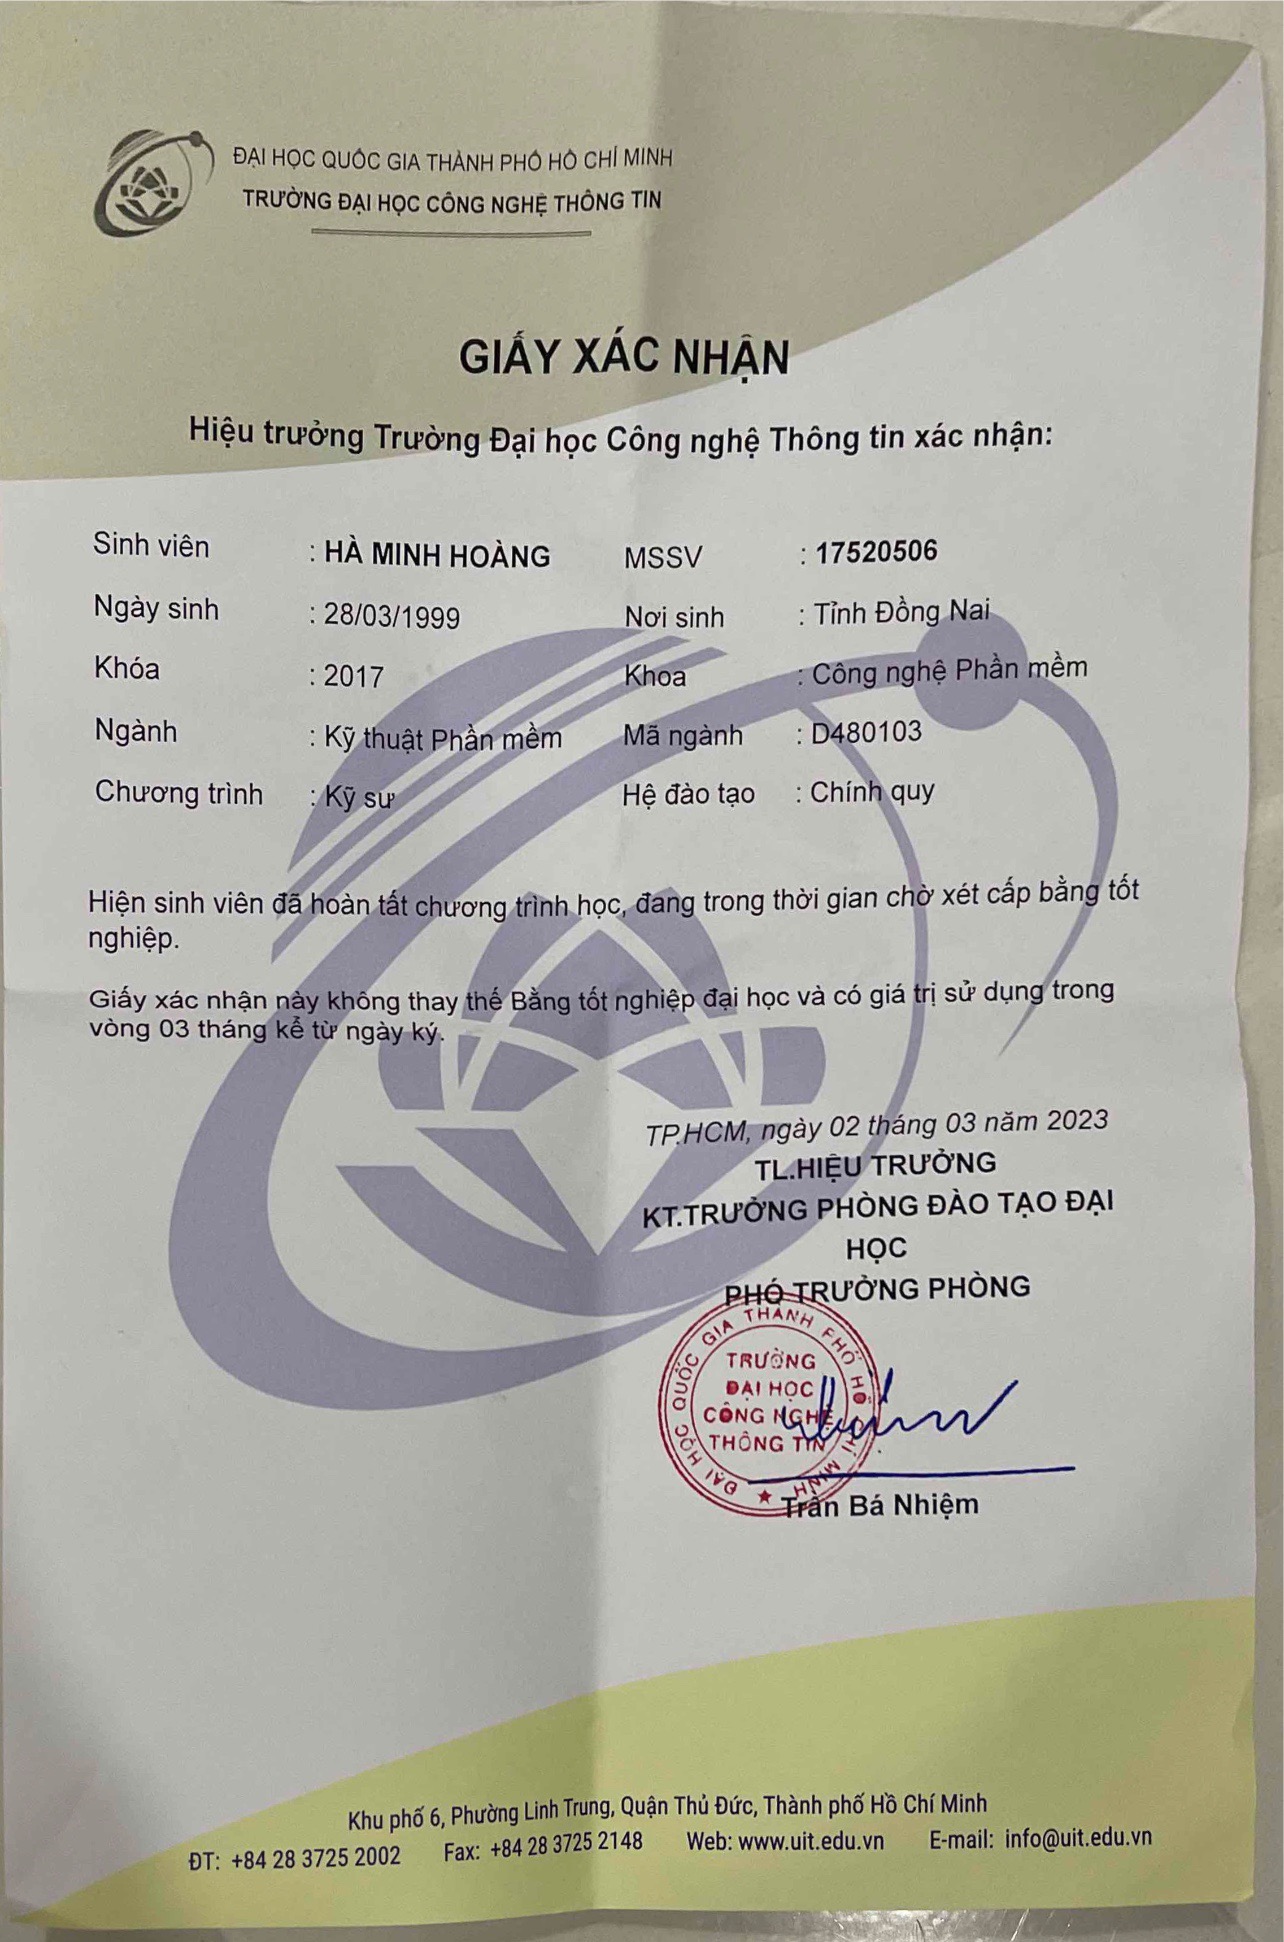 ĐẠI HỌC QUỐC GIA THÀNH PHỐ HỒ CHÍ MINH
TRƯỜNG ĐẠI HỌC CÔNG NGHỆ THÔNG TIN
GIẤY XÁC NHẬN
Hiệu trưởng Trường Đại học Công nghệ Thông tin xác nhận:
Sinh viên : HÀ MINH HOÀNG MSSV : 17520506
Ngày sinh : 28/03/1999 Nơi sinh : Tỉnh Đồng Nai
Khóa : 2017 Khoa : Công nghệ Phần mềm
Ngành : Kỹ thuật Phần mềm Mã ngành : D480103
Chương trình : Kỹ sư Hệ đào tạo : Chính quy
Hiện sinh viên đã hoàn tất chương trình học, đang trong thời gian chờ xét cấp bằng tốt
nghiệp.
Giấy xác nhận này không thay thế Bằng tốt nghiệp đại học và có giá trị sử dụng trong
vòng 03 tháng kể từ ngày ký.
TP.HCM, ngày 02 tháng 03 năm 2023
TL.HIỆU TRƯỞNG
KT.TRƯỞNG PHÒNG ĐÀO TẠO ĐẠI
HỌC
PHÓ TRƯỞNG PHÒNG
ĐẠI HỌC QUỐC GIA THÀNH PHỐ HỒ CHÍ MINH
TRƯỜNG
ĐẠI HỌC
CÔNG NGHỆ
THÔNG TIN
Trần Bá Nhiệm
Khu phố 6, Phường Linh Trung, Quận Thủ Đức, Thành phố Hồ Chí Minh
ĐT: +84 28 3725 2002 Fax: +84 28 3725 2148 Web: www.uit.edu.vn E-mail: info@uit.edu.vn